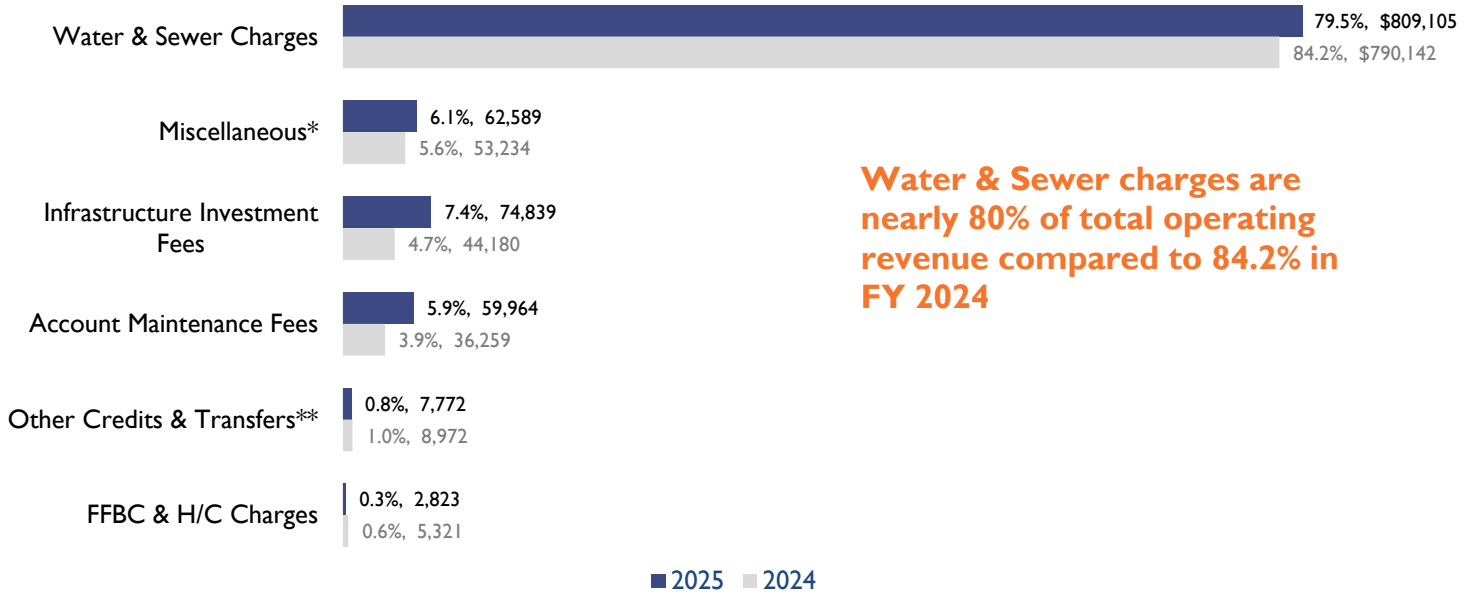 Water & Sewer Charges
79.5%, $809,105
84.2%, $790,142
Miscellaneous*
6.1%, 62,589
5.6%, 53,234
Infrastructure Investment
Fees
7.4%, 74,839
4.7%, 44,180
Account Maintenance Fees
5.9%, 59,964
3.9%, 36,259
Other Credits & Transfers**
0.8%, 7,772
1.0%, 8,972
FFBC & H/C Charges
0.3%, 2,823
0.6%, 5,321
Water & Sewer charges are
nearly 80% of total operating
revenue compared to 84.2% in
FY 2024
2025 2024